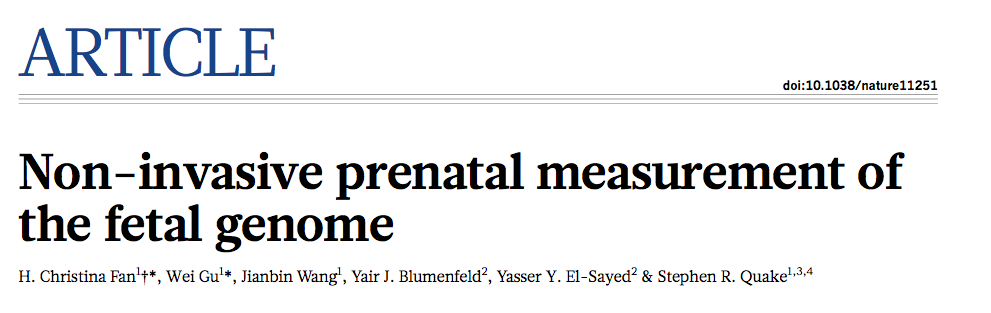 ARTICLE
doi:10.1038/nature11251
Non-invasive prenatal measurement of
the fetal genome
H. Christina Fan¹†*, Wei Gu¹*, Jianbin Wang¹, Yair J. Blumenfeld², Yasser Y. El-Sayed² & Stephen R. Quake¹,³,⁴